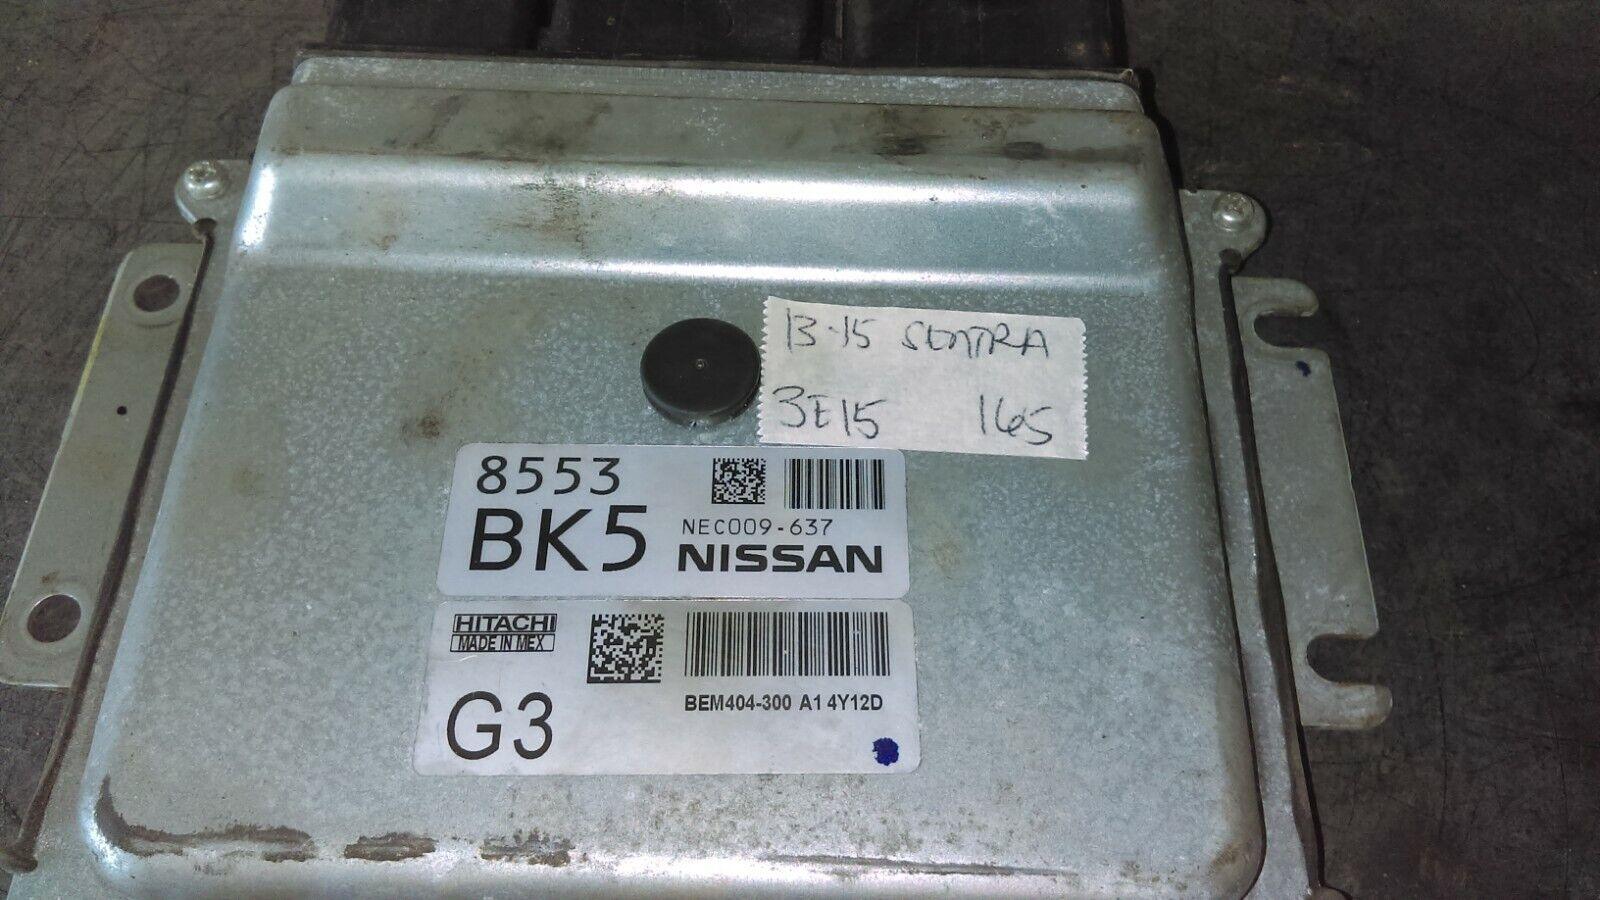 13-15 SENTRA
3E15 165
8553
BK5
NEC009-637
NISSAN
HITACHI
MADE IN MEX
G3
BEM404-300 A1 4Y12D